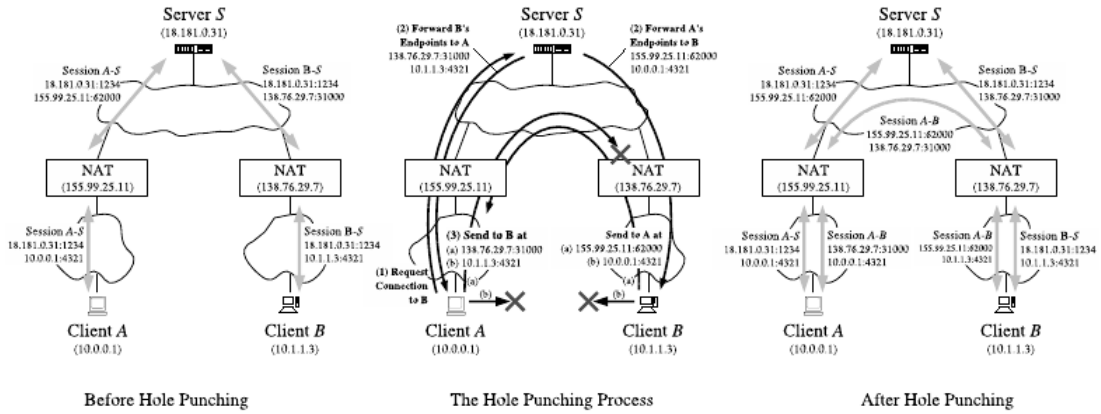 Server S
(18.181.0.31)
Session A-S
18.181.0.31:1234
155.99.25.11:62000
Session B-S
18.181.0.31:1234
138.76.29.7:31000
NAT
(155.99.25.11)
NAT
(138.76.29.7)
Session A-S
18.181.0.31:1234
10.0.0.1:4321
Session B-S
18.181.0.31:1234
10.1.1.3:4321
Client A
(10.0.0.1)
Client B
(10.1.1.3)
Before Hole Punching
Server S
(18.181.0.31)
(2) Forward B's
Endpoints to A
138.76.29.7:31000
10.1.1.3:4321
(2) Forward A's
Endpoints to B
155.99.25.11:62000
10.0.0.1:4321
NAT
(155.99.25.11)
NAT
(138.76.29.7)
(3) Send to B at
(a) 138.76.29.7:31000
(b) 10.1.1.3:4321
Send to A at
(a) 155.99.25.11:62000
(b) 10.0.0.1:4321
(1) Request
Connection
to B
(a)
(b)
(a)
(b)
Client A
(10.0.0.1)
Client B
(10.1.1.3)
The Hole Punching Process
Server S
(18.181.0.31)
Session A-S
18.181.0.31:1234
155.99.25.11:62000
Session B-S
18.181.0.31:1234
138.76.29.7:31000
Session A-B
155.99.25.11:62000
138.76.29.7:31000
NAT
(155.99.25.11)
NAT
(138.76.29.7)
Session A-S
18.181.0.31:1234
10.0.0.1:4321
Session A-B
138.76.29.7:31000
10.0.0.1:4321
Session A-B
155.99.25.11:62000
10.1.1.3:4321
Session B-S
18.181.0.31:1234
10.1.1.3:4321
Client A
(10.0.0.1)
Client B
(10.1.1.3)
After Hole Punching